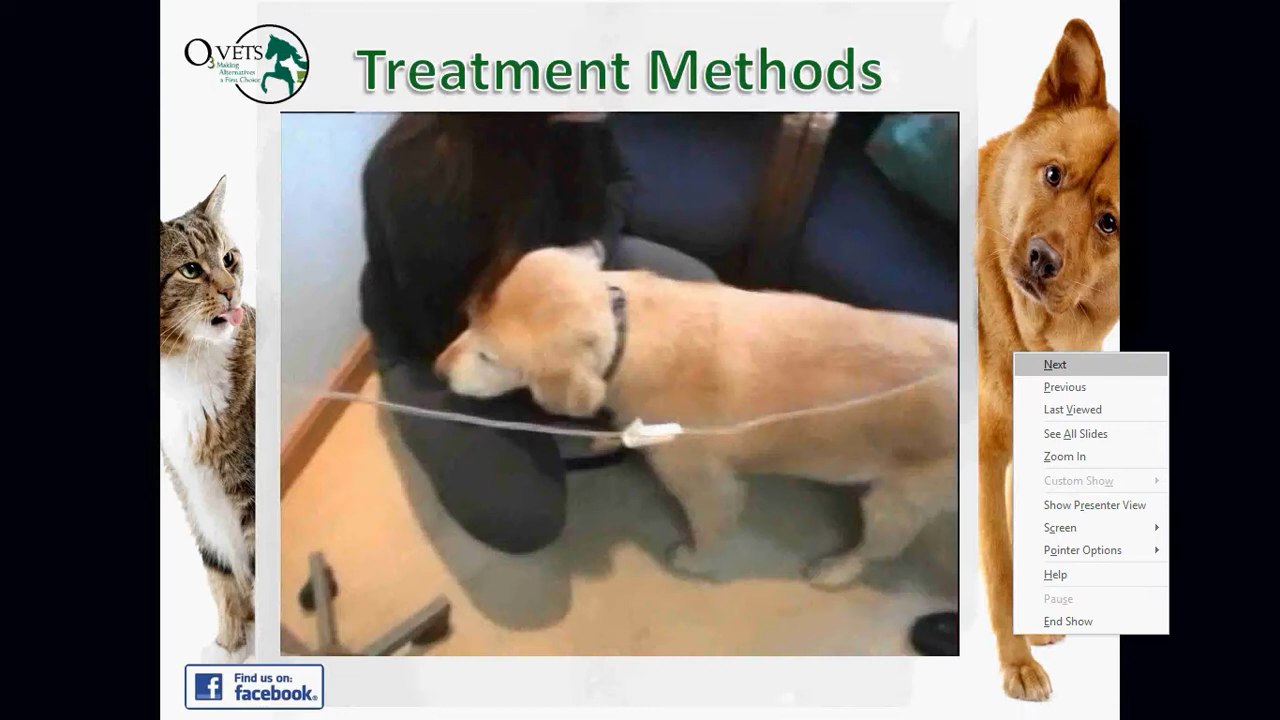 O3VETS
Making
Alternatives
a First Choice
Treatment Methods
Next
Previous
Last Viewed
See All Slides
Zoom In
Custom Show
Show Presenter View
Screen
Pointer Options
Help
Pause
End Show
Find us on:
facebook®